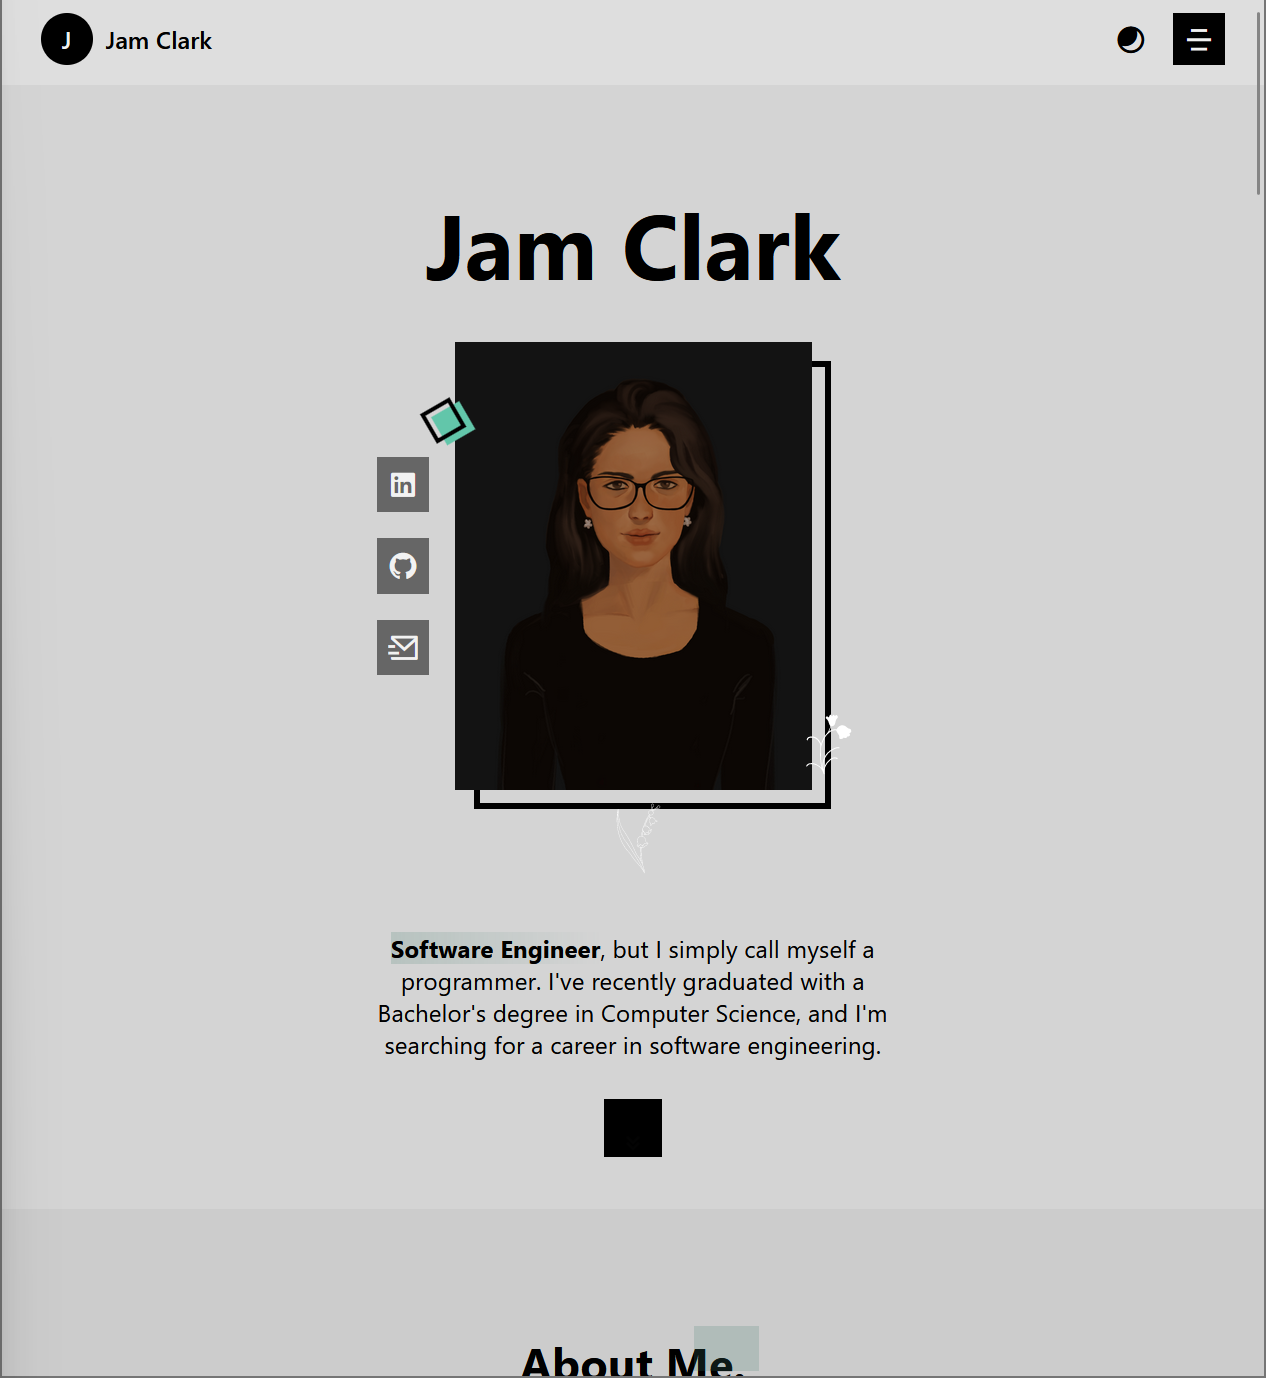 J Jam Clark
Jam Clark
in
Software Engineer, but I simply call myself a
programmer. I've recently graduated with a
Bachelor's degree in Computer Science, and I'm
searching for a career in software engineering.
About Me.